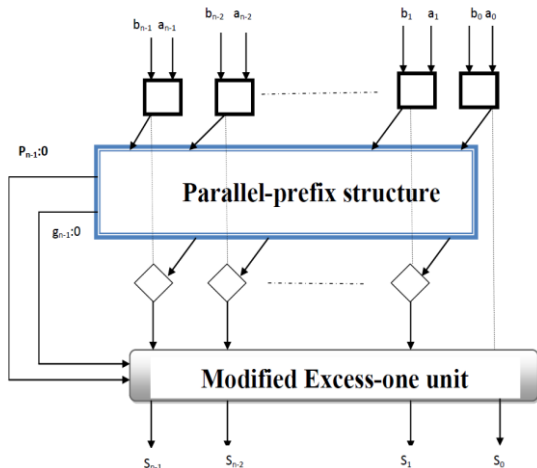 bn-1 an-1 bn-2 an-2 b1 a1 b0 a0
Pn-1:0
Parallel-prefix structure
gn-1:0
Modified Excess-one unit
Sn-1 Sn-2 S1 S0